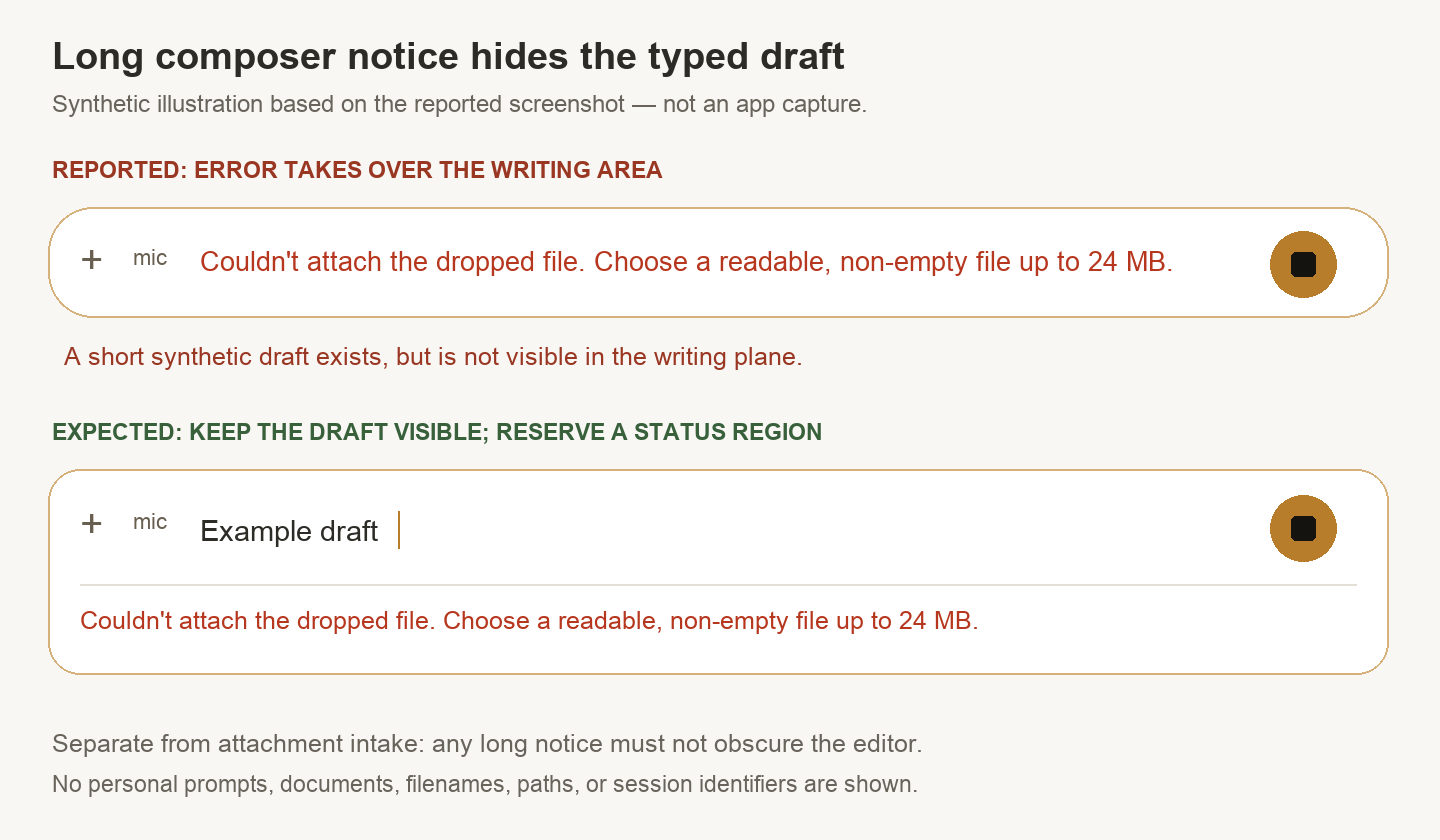 Long composer notice hides the typed draft
Synthetic illustration based on the reported screenshot — not an app capture.
REPORTED: ERROR TAKES OVER THE WRITING AREA
+ mic Couldn't attach the dropped file. Choose a readable, non-empty file up to 24 MB.
A short synthetic draft exists, but is not visible in the writing plane.
EXPECTED: KEEP THE DRAFT VISIBLE; RESERVE A STATUS REGION
+ mic Example draft
Couldn't attach the dropped file. Choose a readable, non-empty file up to 24 MB.
Separate from attachment intake: any long notice must not obscure the editor.
No personal prompts, documents, filenames, paths, or session identifiers are shown.